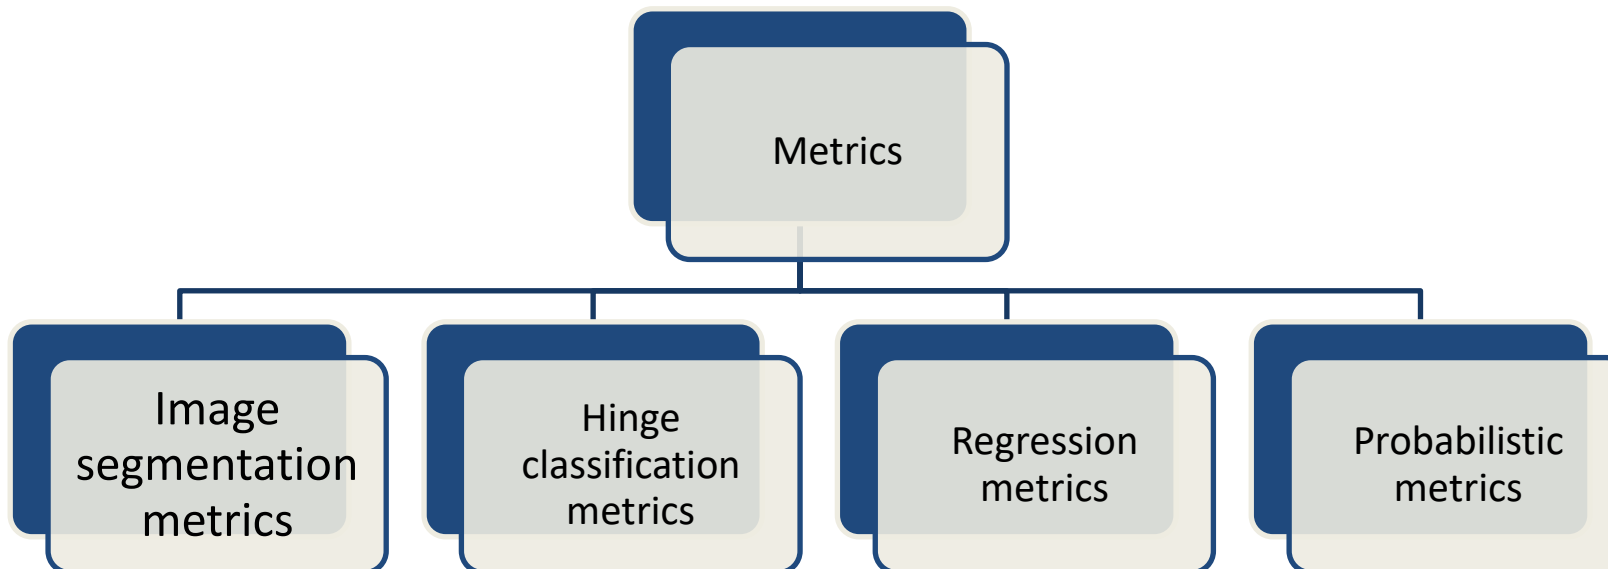 Metrics
Image
segmentation
metrics
Hinge
classification
metrics
Regression
metrics
Probabilistic
metrics